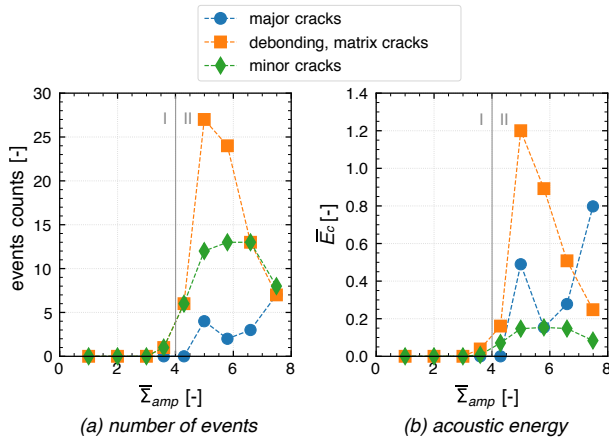 major cracks
debonding, matrix cracks
minor cracks
30
25
20
15
10
5
0
events counts [-]
I
II
0
2
4
6
8
Σ̅amp [-]
(a) number of events
1.4
1.2
1.0
0.8
0.6
0.4
0.2
0.0
E̅c [-]
I
II
0
2
4
6
8
Σ̅amp [-]
(b) acoustic energy